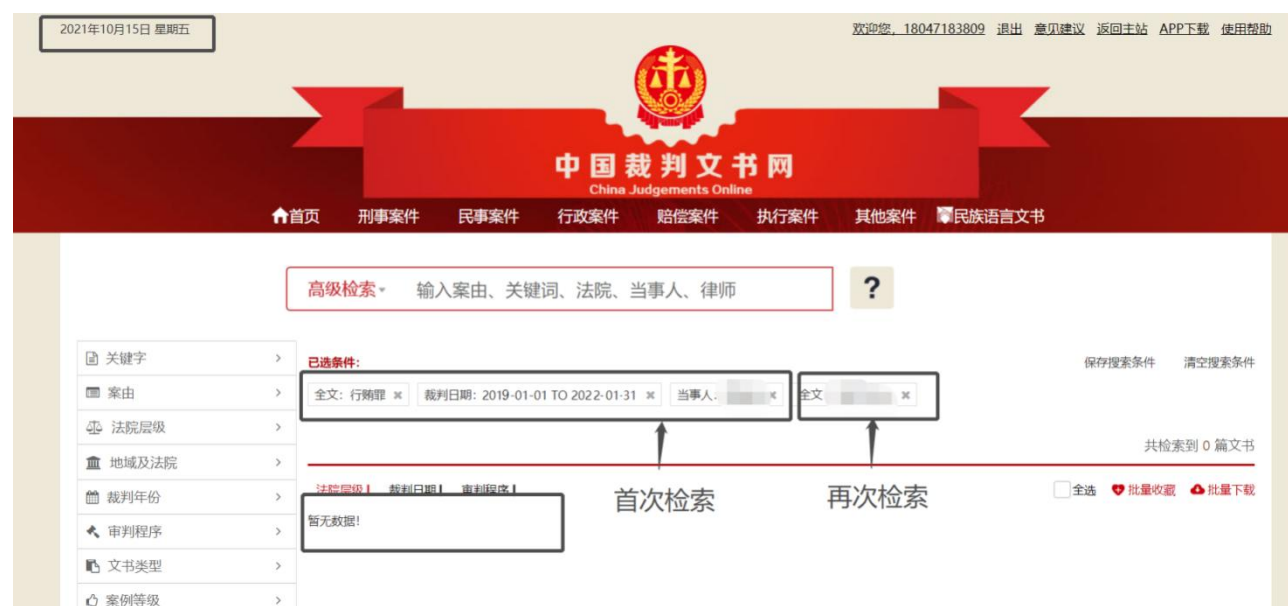 2021年10月15日 星期五
欢迎您，18047183809 退出 意见建议 返回主站 APP下载 使用帮助
中国裁判文书网
China Judgements Online
首页 刑事案件 民事案件 行政案件 赔偿案件 执行案件 其他案件 民族语言文书
高级检索 输入案由、关键词、法院、当事人、律师 ?
关键字
案由
法院层级
地域及法院
裁判年份
审判程序
文书类型
案例等级
已选条件:
保存搜索条件 清空搜索条件
全文：行贿罪 × 裁判日期：2019-01-01 TO 2022-01-31 × 当事人: × 全文 ×
共检索到 0 篇文书
法院层级 裁判日期 审判程序
全选 批量收藏 批量下载
首次检索 再次检索
暂无数据!